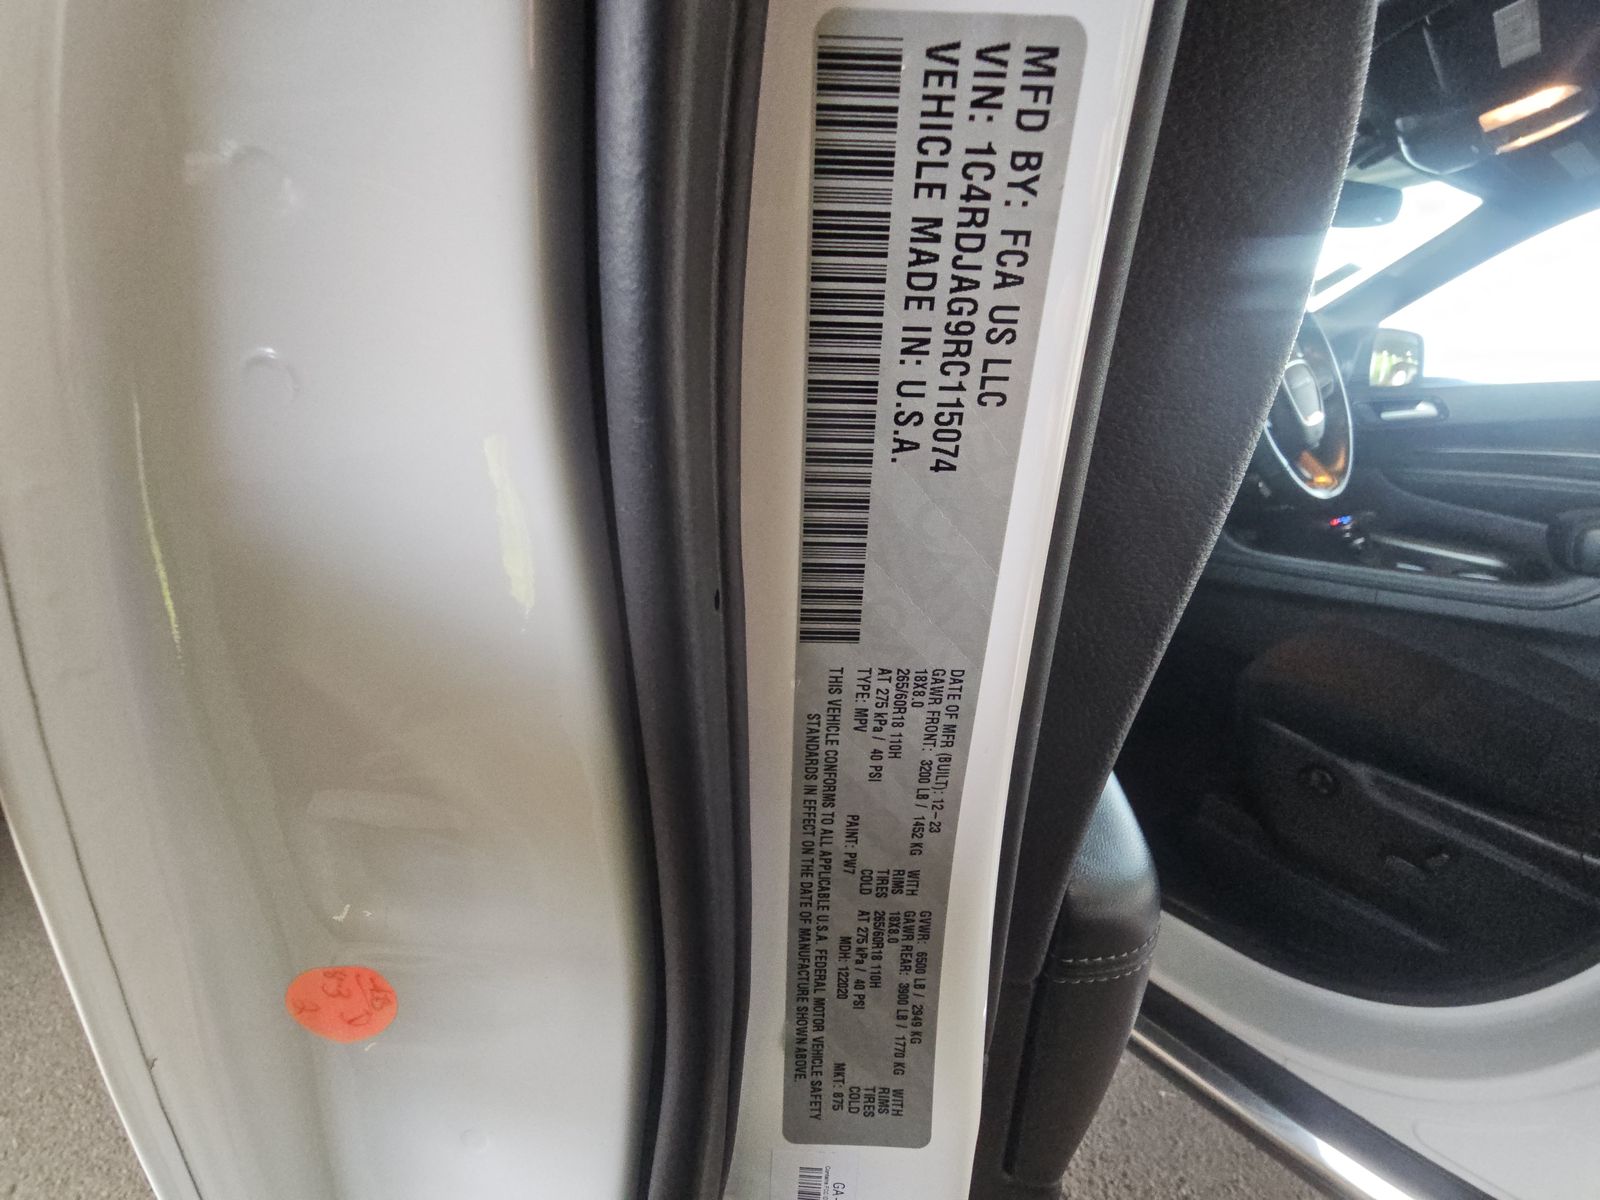 MFD BY: FCA US LLC
VIN: 1C4RDJAG9RC115074
VEHICLE MADE IN: U.S.A.
DATE OF MFR (BUILT): 12-23 GVWR: 6500 LB / 2949 KG
GAWR FRONT: 3200 LB / 1452 KG WITH GAWR REAR: 3900 LB / 1770 KG WITH
18X8.0 RIMS 18X8.0 RIMS
265/60R18 110H TIRES 265/60R18 110H TIRES
AT 275 kPa / 40 PSI COLD AT 275 kPa / 40 PSI COLD
TYPE: MPV PAINT: PW7 MDH: 122020 MKT: 875
THIS VEHICLE CONFORMS TO ALL APPLICABLE U.S.A. FEDERAL MOTOR VEHICLE SAFETY
STANDARDS IN EFFECT ON THE DATE OF MANUFACTURE SHOWN ABOVE.
GA-